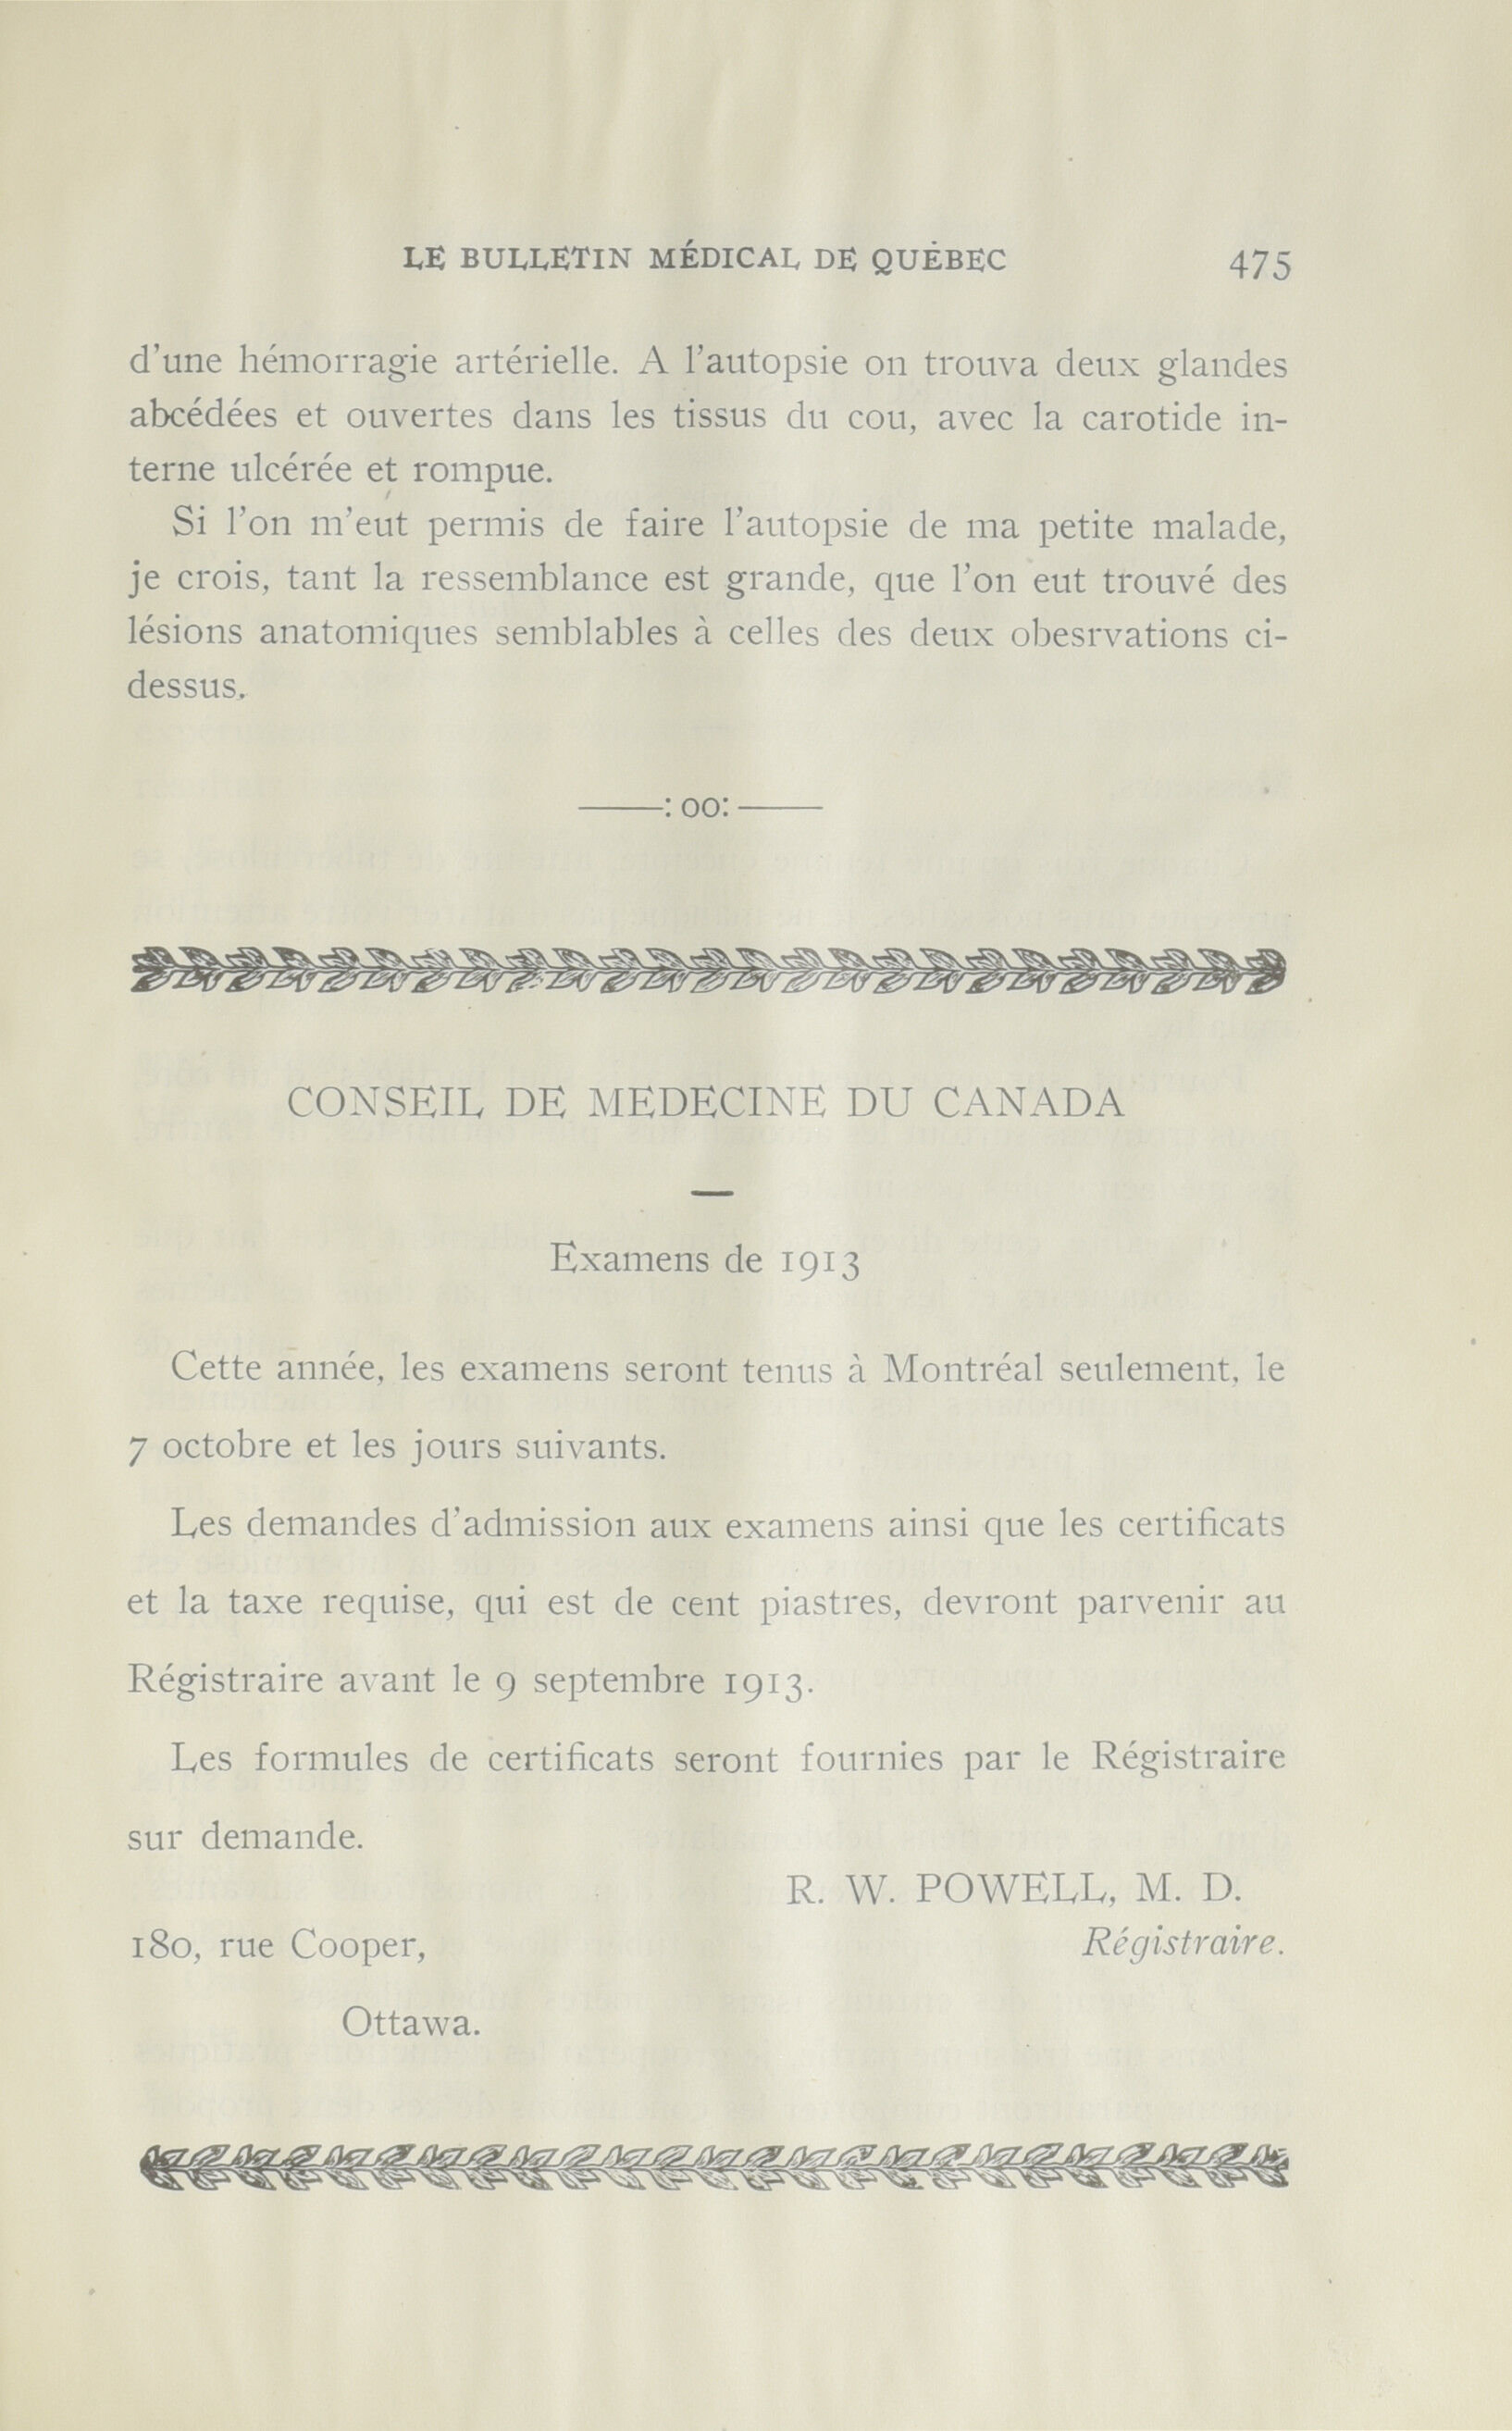 LE BULLETIN MÉDICAL DE QUÉBEC 475
d'une hémorragie artérielle. A l'autopsie on trouva deux glandes
abcédées et ouvertes dans les tissus du cou, avec la carotide in-
terne ulcérée et rompue.
Si l'on m'eut permis de faire l'autopsie de ma petite malade,
je crois, tant la ressemblance est grande, que l'on eut trouvé des
lésions anatomiques semblables à celles des deux obesrvations ci-
dessus.
——: oo: ——
CONSEIL DE MEDECINE DU CANADA
—
Examens de 1913
Cette année, les examens seront tenus à Montréal seulement, le
7 octobre et les jours suivants.
Les demandes d'admission aux examens ainsi que les certificats
et la taxe requise, qui est de cent piastres, devront parvenir au
Régistraire avant le 9 septembre 1913.
Les formules de certificats seront fournies par le Régistraire
sur demande.
R. W. POWELL, M. D.
180, rue Cooper, Régistraire.
Ottawa.